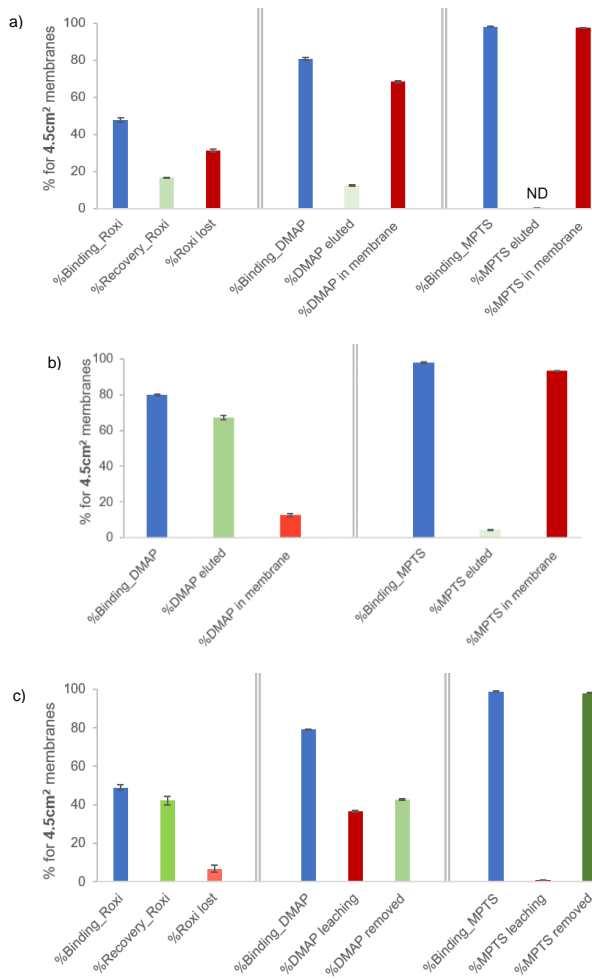 a)
% for 4.5cm² membranes
100
80
60
40
20
0
ND
%Binding_Roxi
%Recovery_Roxi
%Roxi lost
%Binding_DMAP
%DMAP eluted
%DMAP in membrane
%Binding_MPTS
%MPTS eluted
%MPTS in membrane
b)
% for 4.5cm² membranes
100
80
60
40
20
0
%Binding_DMAP
%DMAP eluted
%DMAP in membrane
%Binding_MPTS
%MPTS eluted
%MPTS in membrane
c)
% for 4.5cm² membranes
100
80
60
40
20
0
%Binding_Roxi
%Recovery_Roxi
%Roxi lost
%Binding_DMAP
%DMAP leaching
%DMAP removed
%Binding_MPTS
%MPTS leaching
%MPTS removed